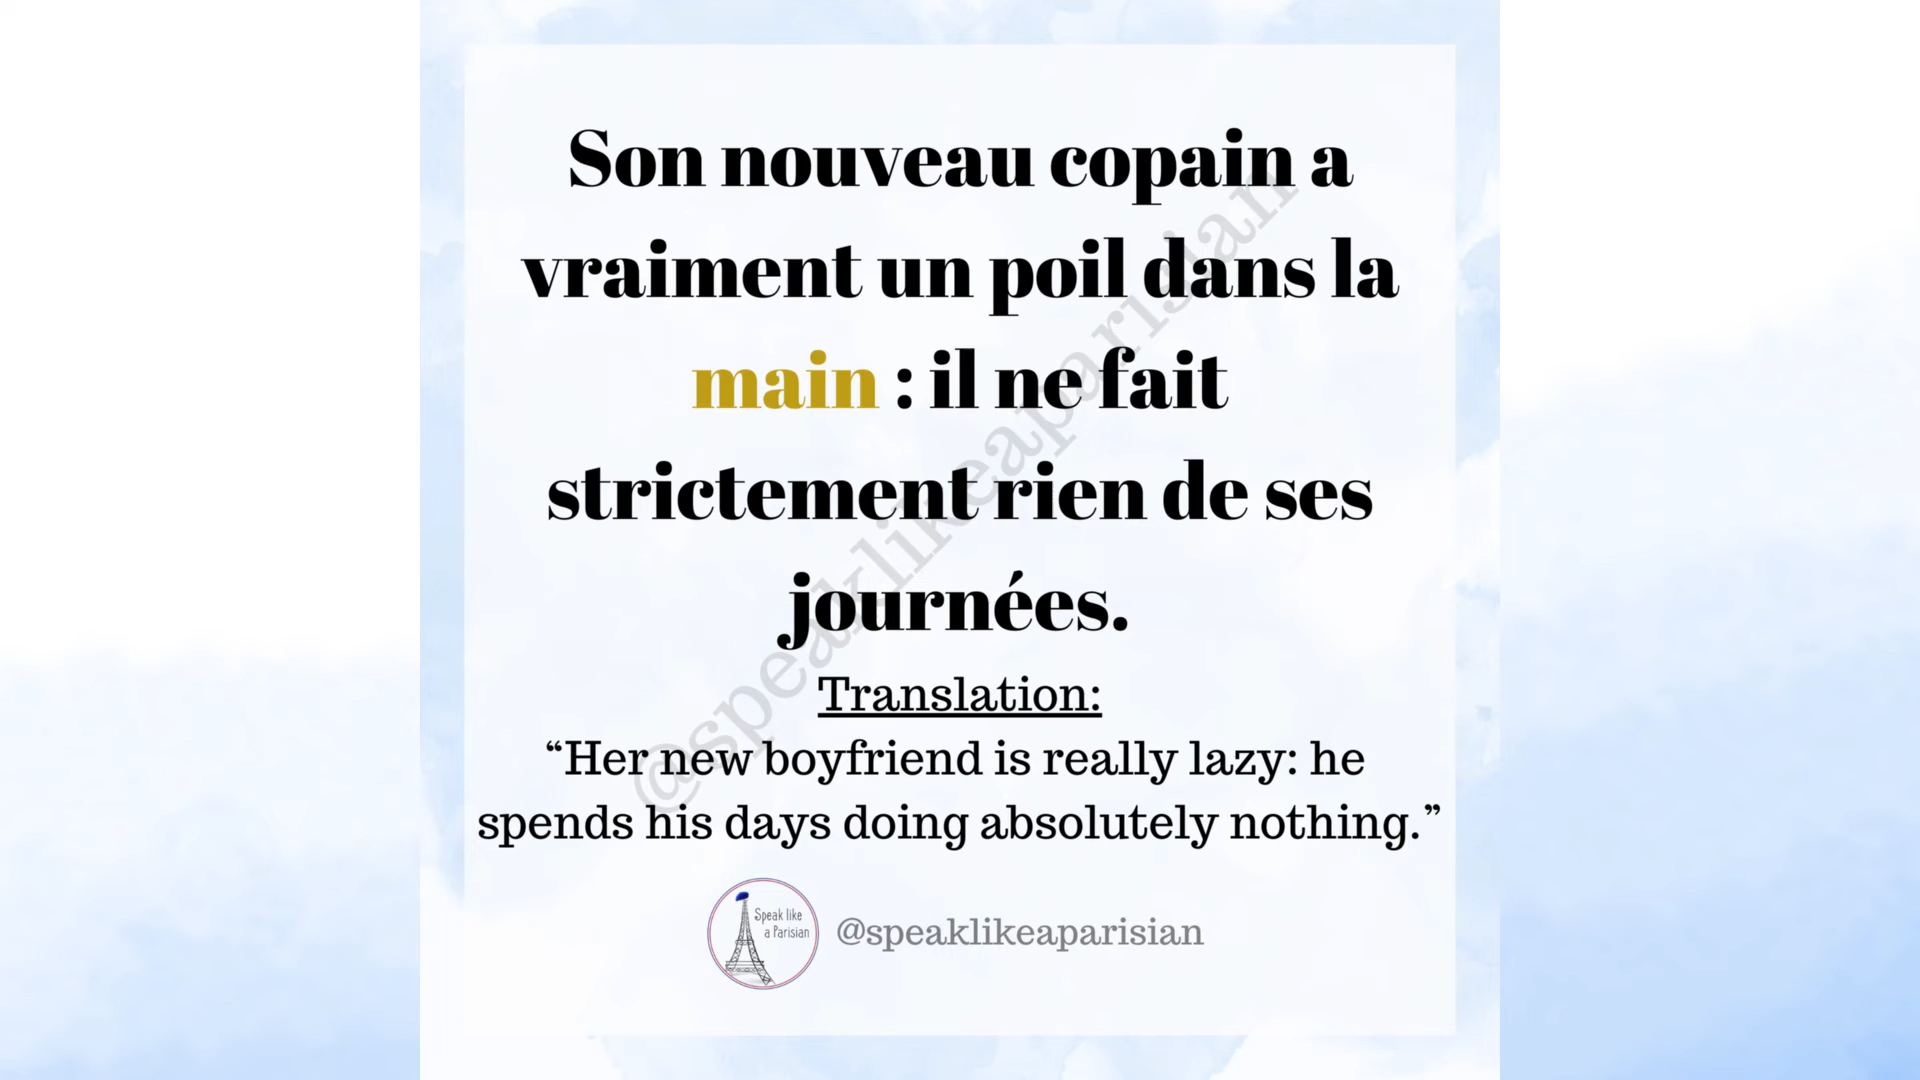 Son nouveau copain a
vraiment un poil dans la
main : il ne fait
strictement rien de ses
journées.
Translation:
“Her new boyfriend is really lazy: he
spends his days doing absolutely nothing.”
Speak like
a Parisian
@speaklikeaparisian
@speaklikeaparisian